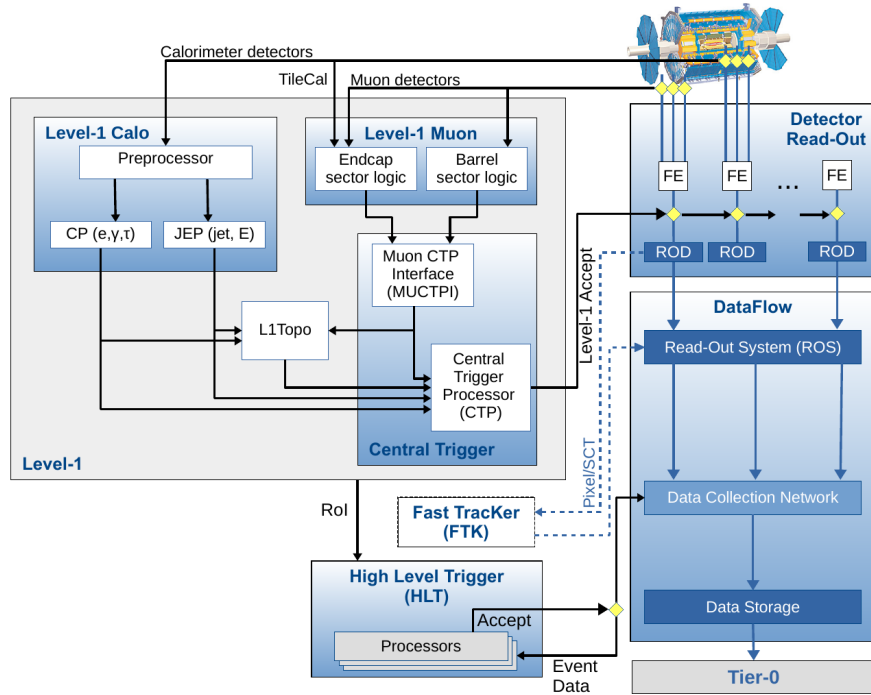 Calorimeter detectors
TileCal
Muon detectors
Level-1 Calo
Preprocessor
CP (e,γ,τ)
JEP (jet, E)
Level-1 Muon
Endcap
sector logic
Barrel
sector logic
Detector
Read-Out
FE
FE
FE
...
ROD
ROD
ROD
Muon CTP
Interface
(MUCTPI)
L1Topo
Central
Trigger
Processor
(CTP)
Central Trigger
Level-1
Level-1 Accept
DataFlow
Read-Out System (ROS)
Pixel/SCT
Data Collection Network
RoI
Fast TracKer
(FTK)
High Level Trigger
(HLT)
Accept
Processors
Event
Data
Data Storage
Tier-0